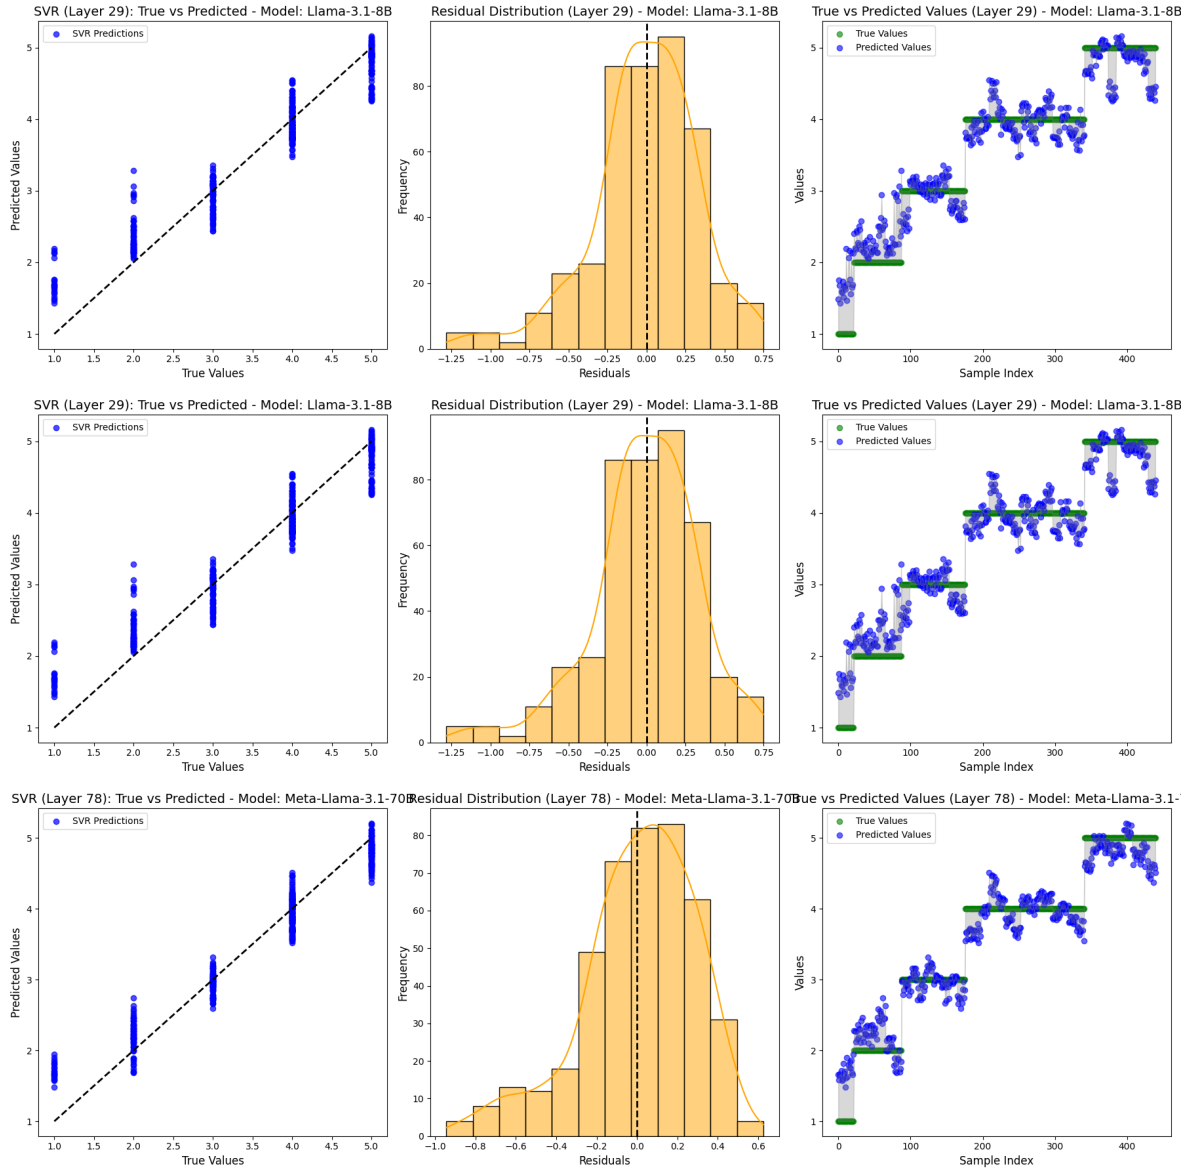 SVR (Layer 29): True vs Predicted - Model: Llama-3.1-8B
SVR Predictions
Predicted Values
5
4
3
2
1
1.0 1.5 2.0 2.5 3.0 3.5 4.0 4.5 5.0
True Values
Residual Distribution (Layer 29) - Model: Llama-3.1-8B
Frequency
80
60
40
20
0
−1.25 −1.00 −0.75 −0.50 −0.25 0.00 0.25 0.50 0.75
Residuals
True vs Predicted Values (Layer 29) - Model: Llama-3.1-8B
True Values
Predicted Values
Values
5
4
3
2
1
0 100 200 300 400
Sample Index
SVR (Layer 29): True vs Predicted - Model: Llama-3.1-8B
SVR Predictions
Predicted Values
5
4
3
2
1
1.0 1.5 2.0 2.5 3.0 3.5 4.0 4.5 5.0
True Values
Residual Distribution (Layer 29) - Model: Llama-3.1-8B
Frequency
80
60
40
20
0
−1.25 −1.00 −0.75 −0.50 −0.25 0.00 0.25 0.50 0.75
Residuals
True vs Predicted Values (Layer 29) - Model: Llama-3.1-8B
True Values
Predicted Values
Values
5
4
3
2
1
0 100 200 300 400
Sample Index
SVR (Layer 78): True vs Predicted - Model: Meta-Llama-3.1-70B
SVR Predictions
Predicted Values
5
4
3
2
1
1.0 1.5 2.0 2.5 3.0 3.5 4.0 4.5 5.0
True Values
Residual Distribution (Layer 78) - Model: Meta-Llama-3.1-70B
Frequency
80
70
60
50
40
30
20
10
0
−1.0 −0.8 −0.6 −0.4 −0.2 0.0 0.2 0.4 0.6
Residuals
True vs Predicted Values (Layer 78) - Model: Meta-Llama-3.1-
True Values
Predicted Values
Values
5
4
3
2
1
0 100 200 300 400
Sample Index